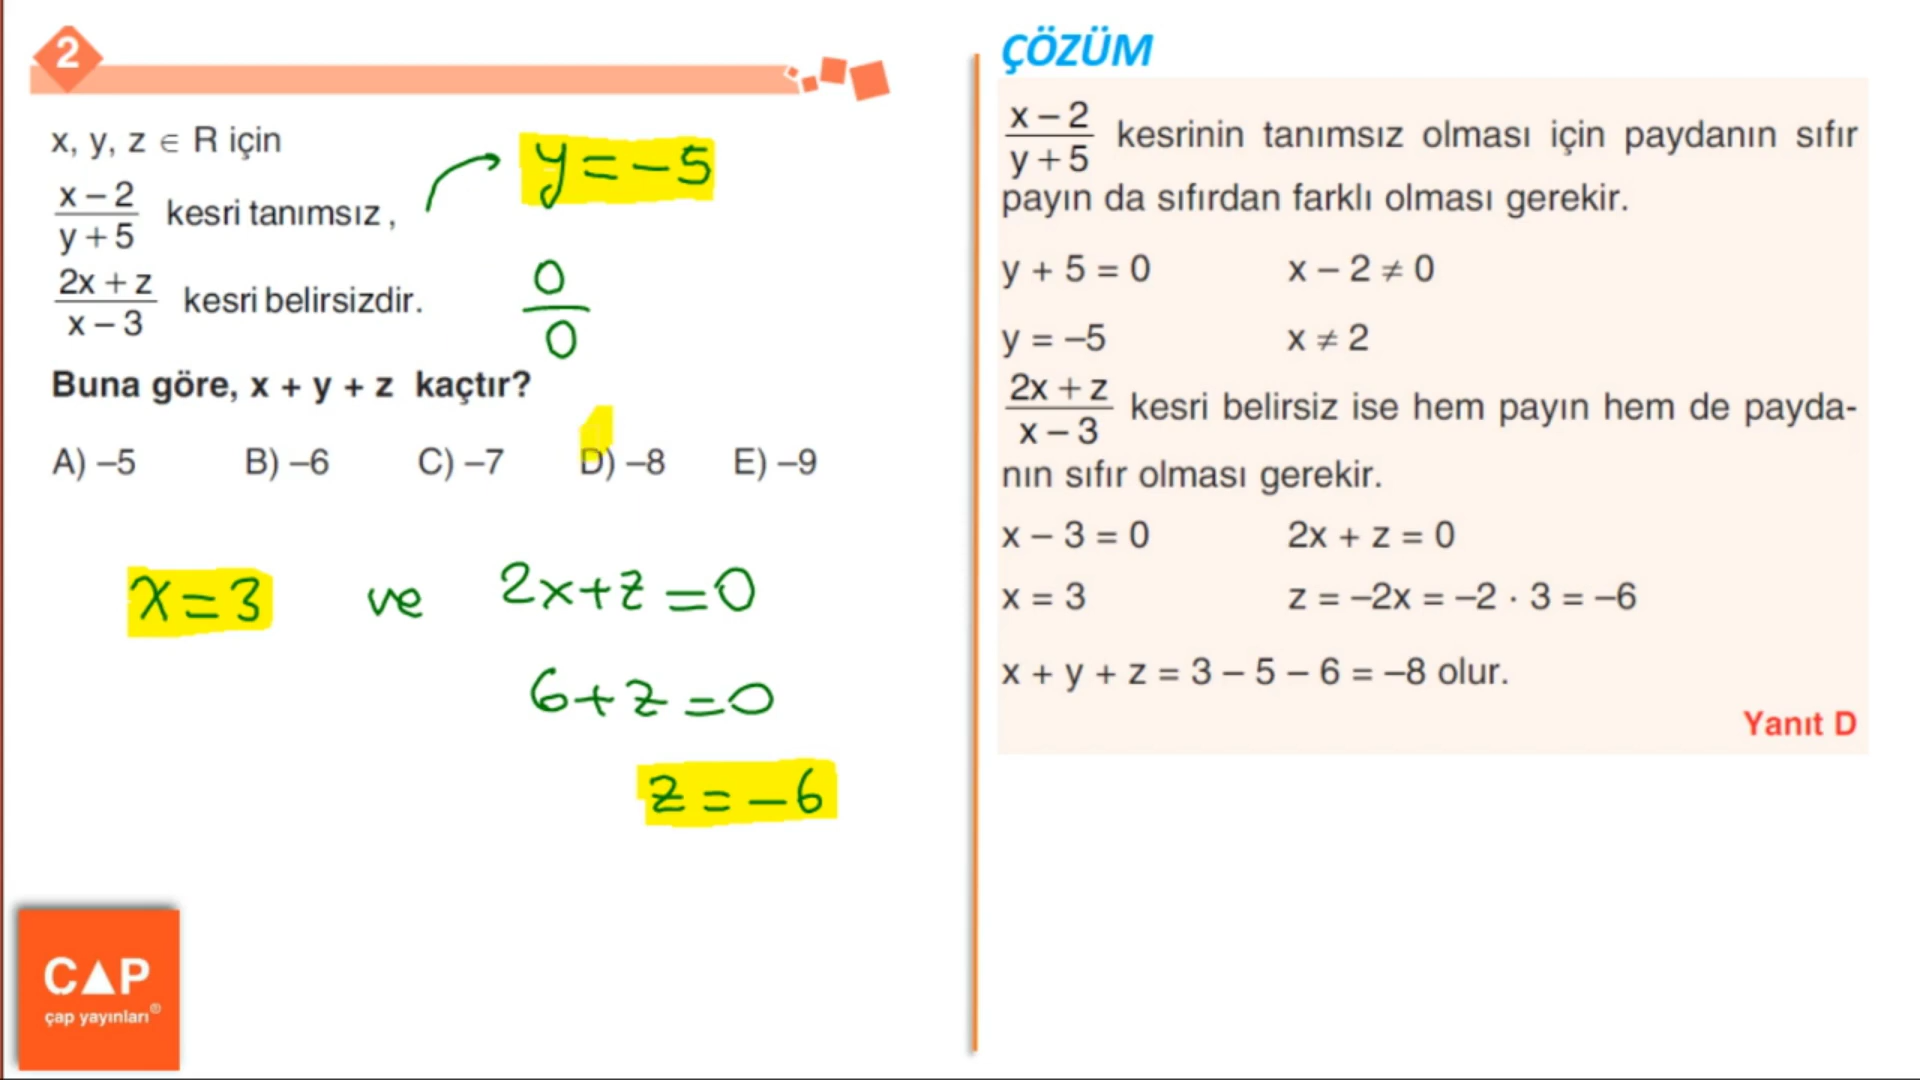 2
x, y, z ∈ R için
x – 2 / y + 5 kesri tanımsız ,
y = –5
2x + z / x – 3 kesri belirsizdir.
0 / 0
Buna göre, x + y + z kaçtır?
A) –5 B) –6 C) –7 D) –8 E) –9
x = 3 ve 2x+z = 0
6+z = 0
z = –6
CAP
çap yayınları®
ÇÖZÜM
x – 2 / y + 5 kesrinin tanımsız olması için paydanın sıfır
payın da sıfırdan farklı olması gerekir.
y + 5 = 0 x – 2 ≠ 0
y = –5 x ≠ 2
2x + z / x – 3 kesri belirsiz ise hem payın hem de payda-
nın sıfır olması gerekir.
x – 3 = 0 2x + z = 0
x = 3 z = –2x = –2 · 3 = –6
x + y + z = 3 – 5 – 6 = –8 olur.
Yanıt D